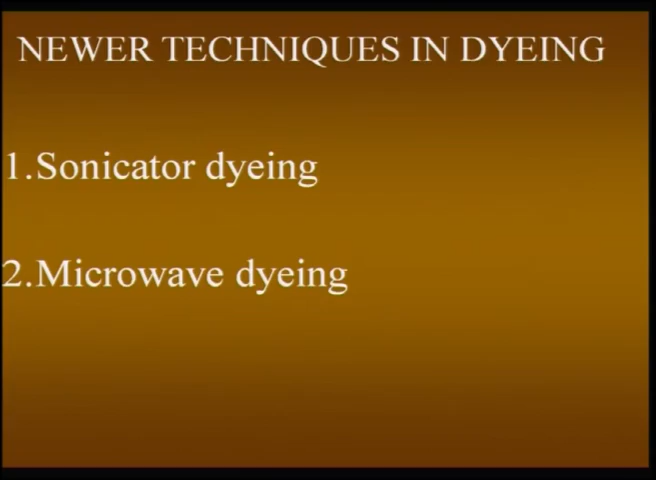 NEWER TECHNIQUES IN DYEING
1.Sonicator dyeing
2.Microwave dyeing